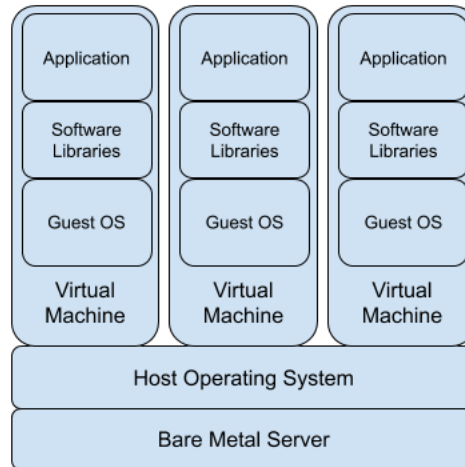 Application
Application
Application
Software
Libraries
Software
Libraries
Software
Libraries
Guest OS
Guest OS
Guest OS
Virtual
Machine
Virtual
Machine
Virtual
Machine
Host Operating System
Bare Metal Server